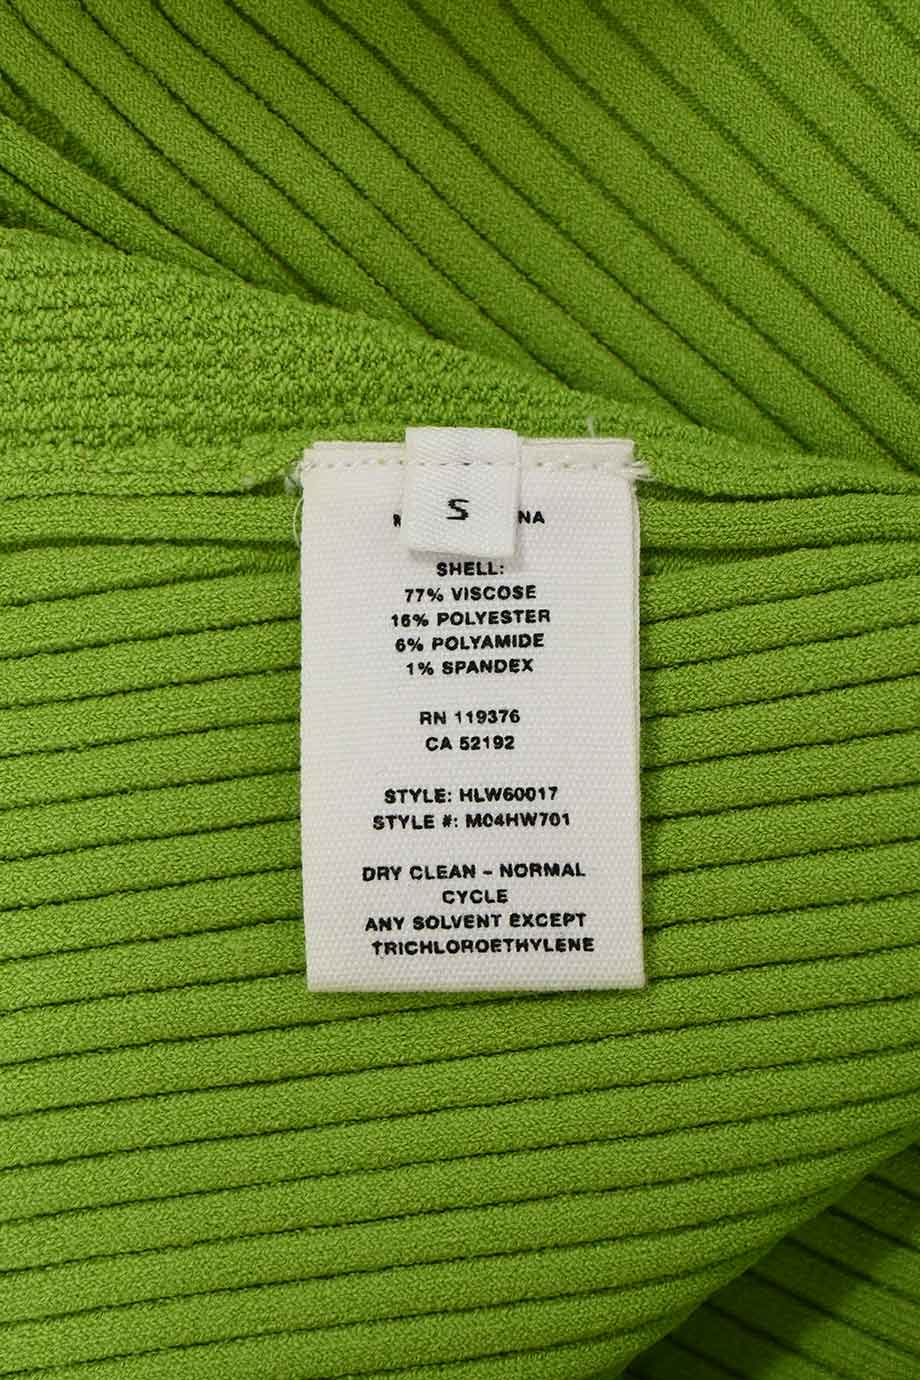 S
NA
SHELL:
77% VISCOSE
16% POLYESTER
6% POLYAMIDE
1% SPANDEX
RN 119376
CA 52192
STYLE: HLW60017
STYLE #: M04HW701
DRY CLEAN - NORMAL
CYCLE
ANY SOLVENT EXCEPT
TRICHLOROETHYLENE